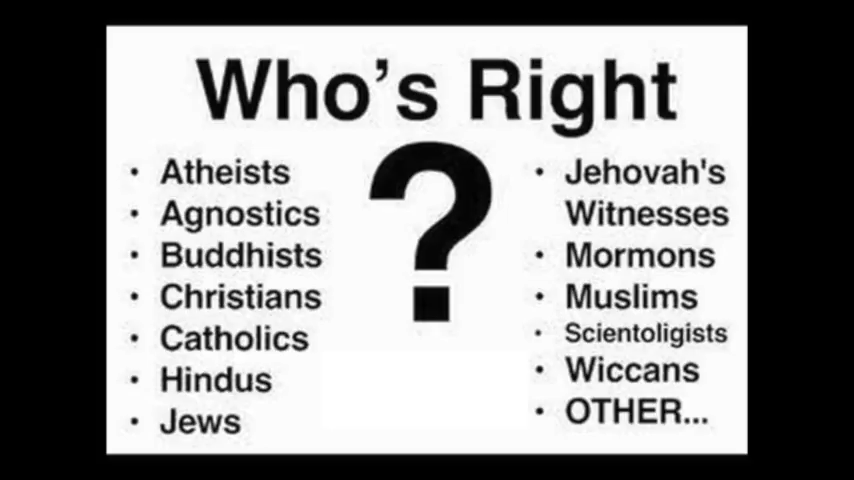 Who's Right
?
• Atheists
• Agnostics
• Buddhists
• Christians
• Catholics
• Hindus
• Jews
• Jehovah's
Witnesses
• Mormons
• Muslims
• Scientoligists
• Wiccans
• OTHER...